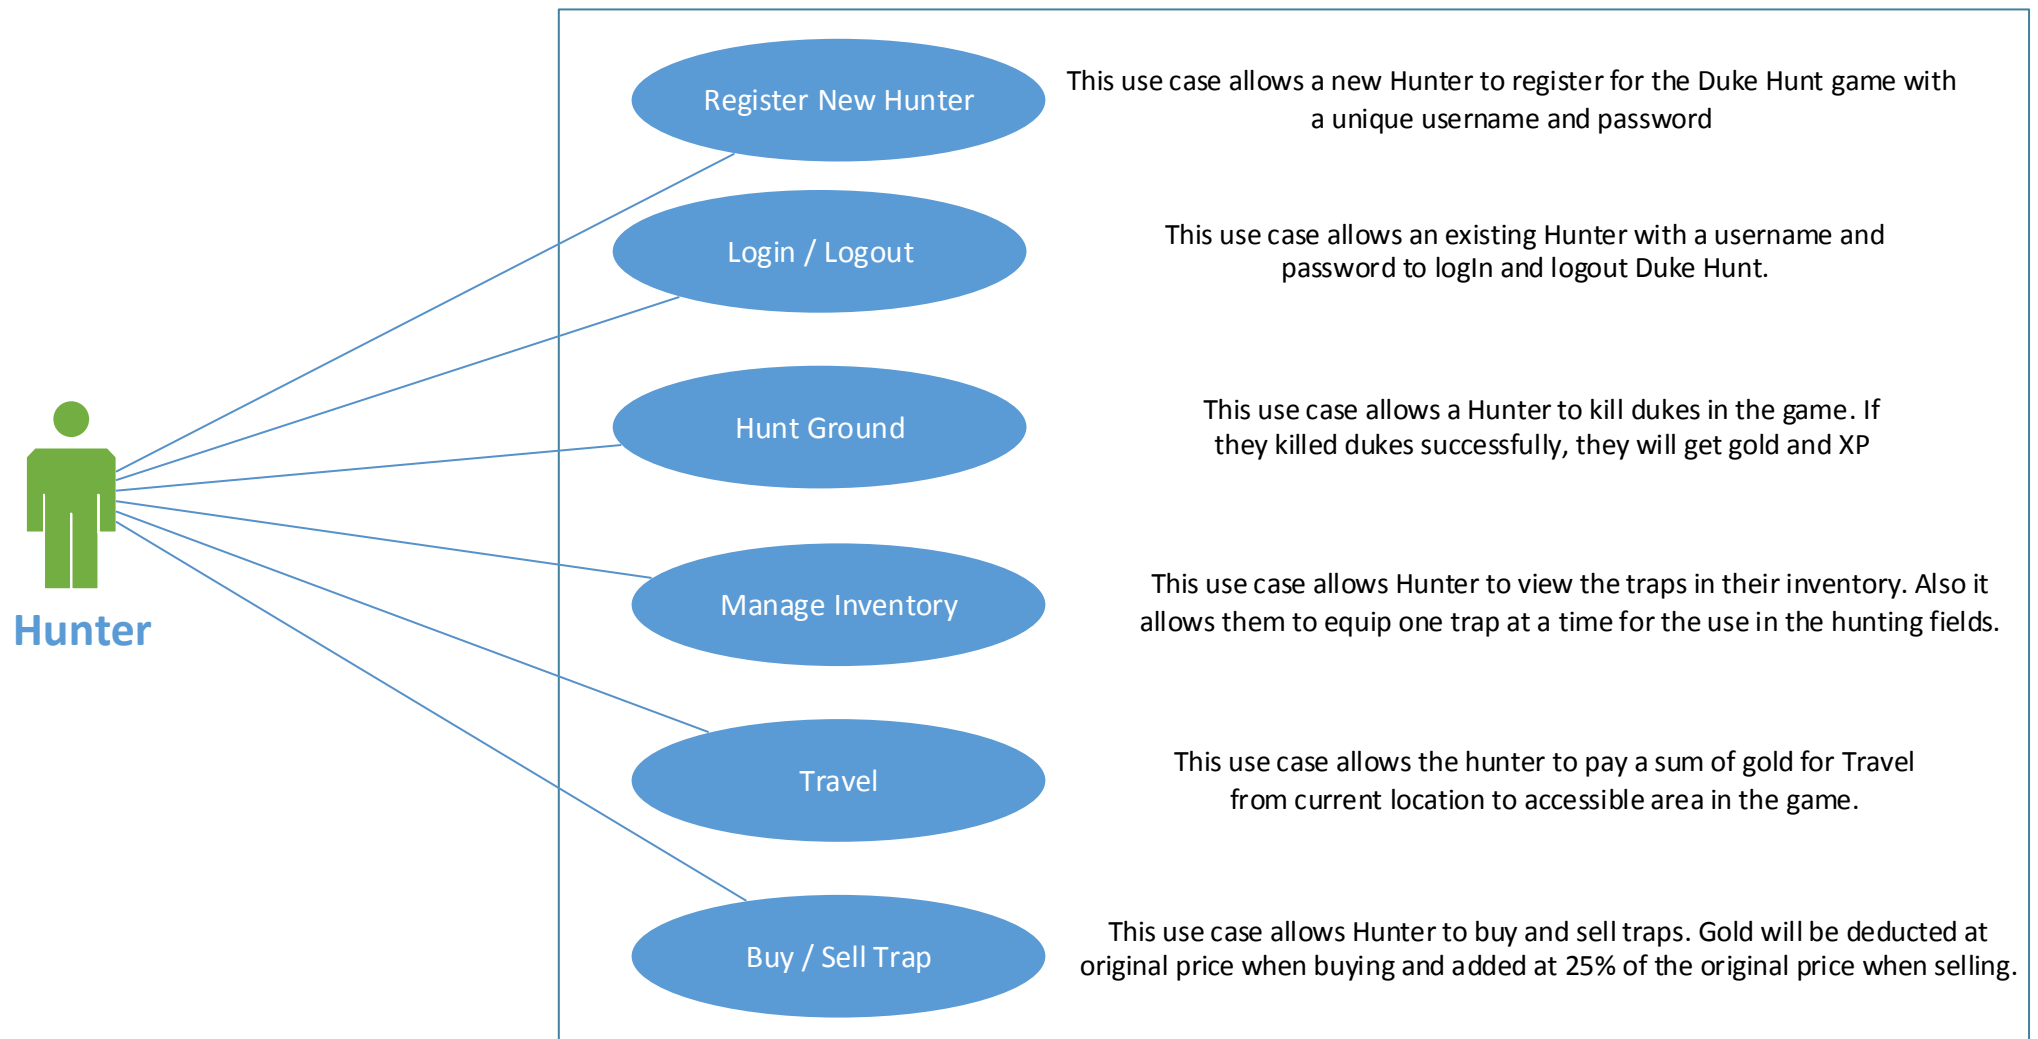 Register New Hunter
This use case allows a new Hunter to register for the Duke Hunt game with
a unique username and password
Login / Logout
This use case allows an existing Hunter with a username and
password to logIn and logout Duke Hunt.
Hunt Ground
This use case allows a Hunter to kill dukes in the game. If
they killed dukes successfully, they will get gold and XP
Hunter
Manage Inventory
This use case allows Hunter to view the traps in their inventory. Also it
allows them to equip one trap at a time for the use in the hunting fields.
Travel
This use case allows the hunter to pay a sum of gold for Travel
from current location to accessible area in the game.
Buy / Sell Trap
This use case allows Hunter to buy and sell traps. Gold will be deducted at
original price when buying and added at 25% of the original price when selling.